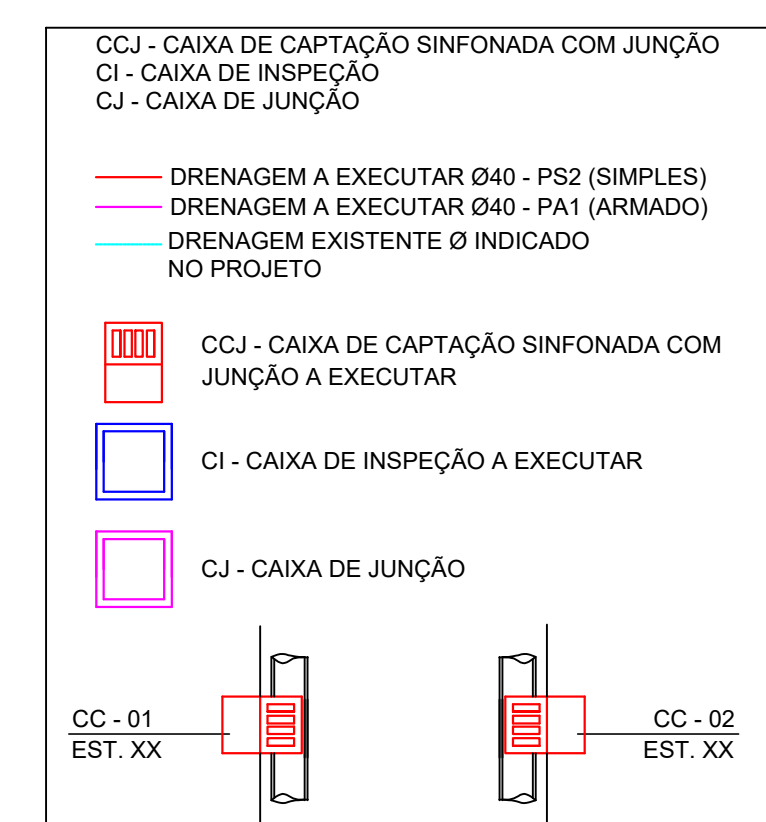 CCJ - CAIXA DE CAPTAÇÃO SINFONADA COM JUNÇÃO
CI - CAIXA DE INSPEÇÃO
CJ - CAIXA DE JUNÇÃO
DRENAGEM A EXECUTAR Ø40 - PS2 (SIMPLES)
DRENAGEM A EXECUTAR Ø40 - PA1 (ARMADO)
DRENAGEM EXISTENTE Ø INDICADO
NO PROJETO
CCJ - CAIXA DE CAPTAÇÃO SINFONADA COM
JUNÇÃO A EXECUTAR
CI - CAIXA DE INSPEÇÃO A EXECUTAR
CJ - CAIXA DE JUNÇÃO
CC - 01
EST. XX
CC - 02
EST. XX